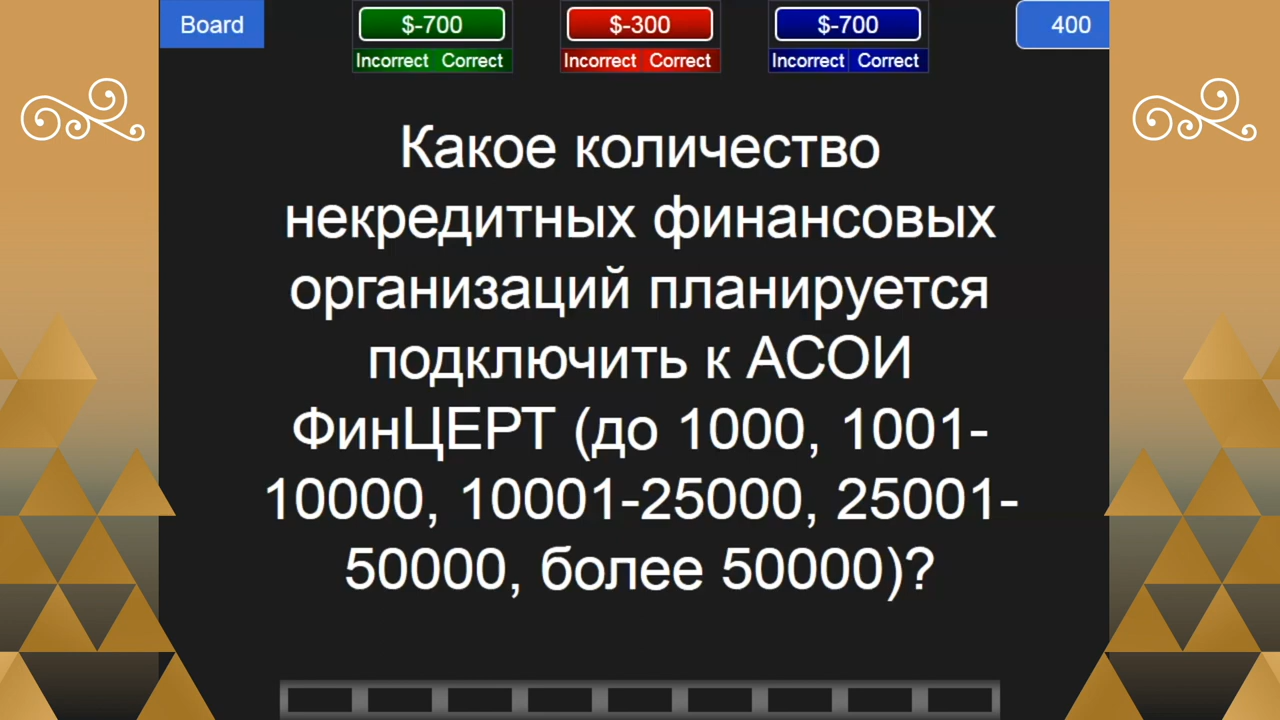 Board
$-700
$-300
$-700
400
Incorrect Correct
Incorrect Correct
Incorrect Correct
Какое количество
некредитных финансовых
организаций планируется
подключить к АСОИ
ФинЦЕРТ (до 1000, 1001-
10000, 10001-25000, 25001-
50000, более 50000)?